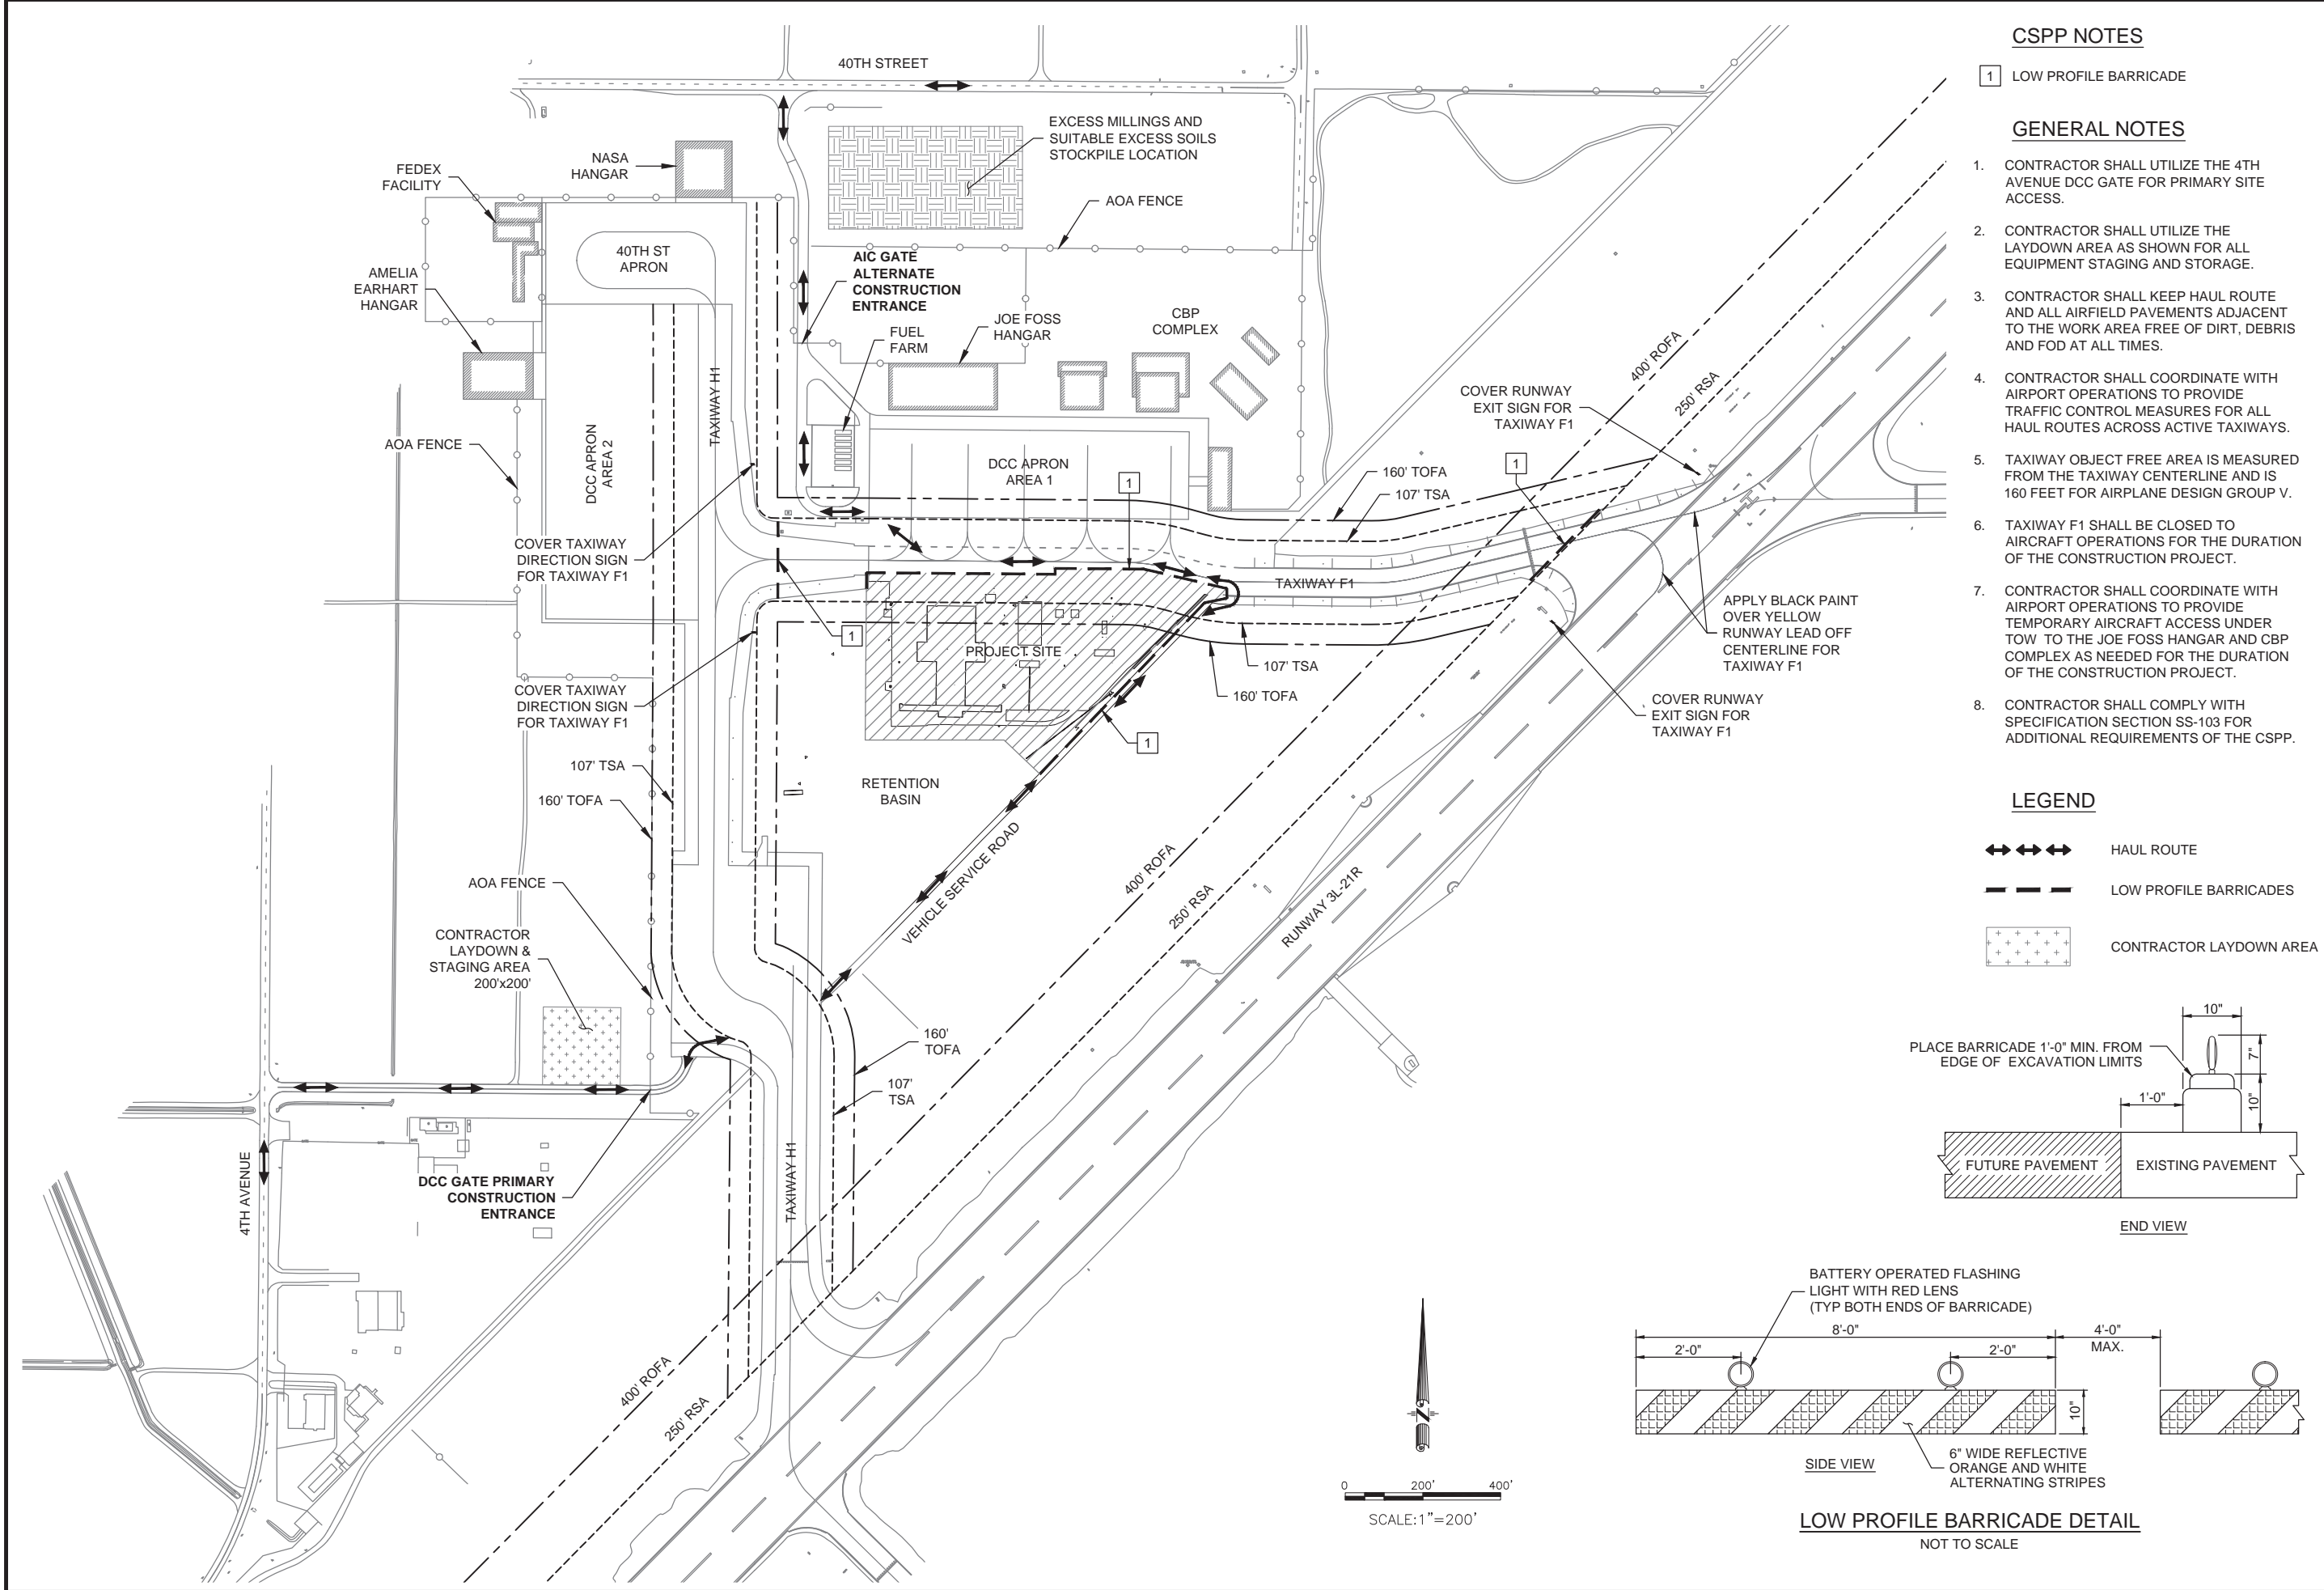 40TH STREET
EXCESS MILLINGS AND
SUITABLE EXCESS SOILS
STOCKPILE LOCATION
NASA
HANGAR
FEDEX
FACILITY
AOA FENCE
40TH ST
APRON
AIC GATE
ALTERNATE
CONSTRUCTION
ENTRANCE
AMELIA
EARHART
HANGAR
JOE FOSS
HANGAR
CBP
COMPLEX
FUEL
FARM
TAXIWAY H1
400' ROFA
250' RSA
COVER RUNWAY
EXIT SIGN FOR
TAXIWAY F1
AOA FENCE
DCC APRON
AREA 2
DCC APRON
AREA 1
1
1
160' TOFA
107' TSA
COVER TAXIWAY
DIRECTION SIGN
FOR TAXIWAY F1
TAXIWAY F1
APPLY BLACK PAINT
OVER YELLOW
RUNWAY LEAD OFF
CENTERLINE FOR
TAXIWAY F1
1
PROJECT SITE
107' TSA
160' TOFA
COVER TAXIWAY
DIRECTION SIGN
FOR TAXIWAY F1
COVER RUNWAY
EXIT SIGN FOR
TAXIWAY F1
1
107' TSA
160' TOFA
RETENTION
BASIN
VEHICLE SERVICE ROAD
400' ROFA
250' RSA
RUNWAY 3L-21R
AOA FENCE
CONTRACTOR
LAYDOWN &
STAGING AREA
200'x200'
160'
TOFA
107'
TSA
4TH AVENUE
DCC GATE PRIMARY
CONSTRUCTION
ENTRANCE
TAXIWAY H1
400' ROFA
250' RSA
0 200' 400'
SCALE:1"=200'
CSPP NOTES
1 LOW PROFILE BARRICADE
GENERAL NOTES
1. CONTRACTOR SHALL UTILIZE THE 4TH
AVENUE DCC GATE FOR PRIMARY SITE
ACCESS.
2. CONTRACTOR SHALL UTILIZE THE
LAYDOWN AREA AS SHOWN FOR ALL
EQUIPMENT STAGING AND STORAGE.
3. CONTRACTOR SHALL KEEP HAUL ROUTE
AND ALL AIRFIELD PAVEMENTS ADJACENT
TO THE WORK AREA FREE OF DIRT, DEBRIS
AND FOD AT ALL TIMES.
4. CONTRACTOR SHALL COORDINATE WITH
AIRPORT OPERATIONS TO PROVIDE
TRAFFIC CONTROL MEASURES FOR ALL
HAUL ROUTES ACROSS ACTIVE TAXIWAYS.
5. TAXIWAY OBJECT FREE AREA IS MEASURED
FROM THE TAXIWAY CENTERLINE AND IS
160 FEET FOR AIRPLANE DESIGN GROUP V.
6. TAXIWAY F1 SHALL BE CLOSED TO
AIRCRAFT OPERATIONS FOR THE DURATION
OF THE CONSTRUCTION PROJECT.
7. CONTRACTOR SHALL COORDINATE WITH
AIRPORT OPERATIONS TO PROVIDE
TEMPORARY AIRCRAFT ACCESS UNDER
TOW TO THE JOE FOSS HANGAR AND CBP
COMPLEX AS NEEDED FOR THE DURATION
OF THE CONSTRUCTION PROJECT.
8. CONTRACTOR SHALL COMPLY WITH
SPECIFICATION SECTION SS-103 FOR
ADDITIONAL REQUIREMENTS OF THE CSPP.
LEGEND
HAUL ROUTE
LOW PROFILE BARRICADES
CONTRACTOR LAYDOWN AREA
10"
PLACE BARRICADE 1'-0" MIN. FROM
EDGE OF EXCAVATION LIMITS
7"
1'-0"
10"
FUTURE PAVEMENT
EXISTING PAVEMENT
END VIEW
BATTERY OPERATED FLASHING
LIGHT WITH RED LENS
(TYP BOTH ENDS OF BARRICADE)
8'-0"
4'-0"
MAX.
2'-0"
2'-0"
10"
SIDE VIEW
6" WIDE REFLECTIVE
ORANGE AND WHITE
ALTERNATING STRIPES
LOW PROFILE BARRICADE DETAIL
NOT TO SCALE